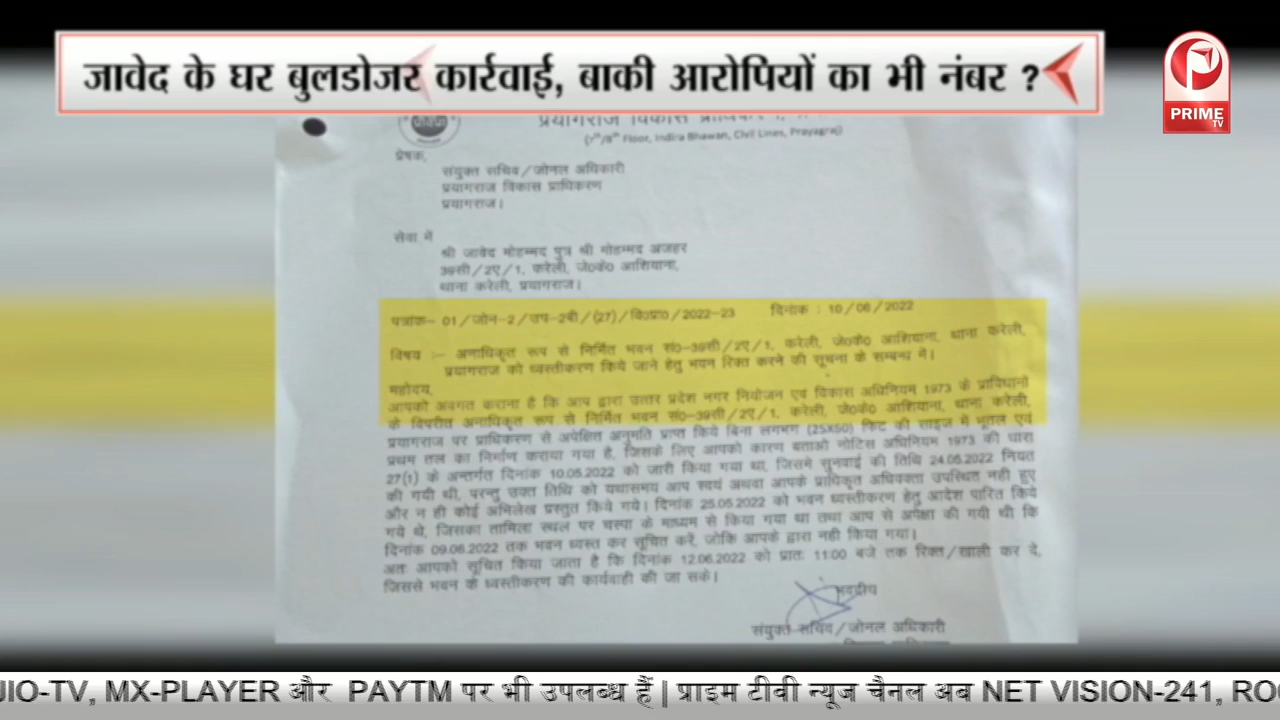 जावेद के घर बुलडोजर कार्रवाई, बाकी आरोपियों का भी नंबर ?
PRIME
TV
प्रयागराज विकास
(7th/8th Floor, Indira Bhawan, Civil Lines, Prayagraj)
प्रेषक,
संयुक्त सचिव/जोनल अधिकारी
प्रयागराज विकास प्राधिकरण
प्रयागराज।
सेवा में
श्री जावेद मोहम्मद पुत्र श्री मोहम्मद अजहर
39सी/2ए/1, करेली, जे0के0 आशियाना,
थाना करेली, प्रयागराज।
पत्रांक- 01/जोन-2/उप-2बी/(27)/वि0प्रा0/2022-23 दिनांक : 10/06/2022
विषय :- अनाधिकृत रूप से निर्मित भवन सं0-39सी/2ए/1, करेली, जे0के0 आशियाना, थाना करेली,
प्रयागराज को ध्वस्तीकरण किये जाने हेतु भवन रिक्त करने की सूचना के सम्बन्ध में।
महोदय,
आपको अवगत कराना है कि आप द्वारा उत्तर प्रदेश नगर नियोजन एवं विकास अधिनियम 1973 के प्राविधानों
के विपरीत अनाधिकृत रूप से निर्मित भवन सं0-39सी/2ए/1, करेली, जे0के0 आशियाना, थाना करेली,
प्रयागराज पर प्राधिकरण से अपेक्षित अनुमति प्राप्त किये बिना लगभग (25X60) फिट की साइज में भूतल एवं
प्रथम तल का निर्माण कराया गया है, जिसके लिए आपको कारण बताओ नोटिस अधिनियम 1973 की धारा
27(1) के अन्तर्गत दिनांक 10.05.2022 को जारी किया गया था, जिसमे सुनवाई की तिथि 24.05.2022 नियत
की गयी थी, परन्तु उक्त तिथि को यथासमय आप स्वयं अथवा आपके प्राधिकृत अधिवक्ता उपस्थित नही हुए
और न ही कोई अभिलेख प्रस्तुत किये गये। दिनांक 25.05.2022 को भवन ध्वस्तीकरण हेतु आदेश पारित किये
गये थे, जिसका तामिला स्थल पर चस्पा के माध्यम से किया गया था तथा आप से अपेक्षा की गयी थी कि
दिनांक 09.06.2022 तक भवन ध्वस्त कर सूचित करें, जोकि आपके द्वारा नही किया गया।
अतः आपको सूचित किया जाता है कि दिनांक 12.06.2022 को प्रातः 11:00 बजे तक रिक्त/खाली कर दे,
जिससे भवन के ध्वस्तीकरण की कार्यवाही की जा सके।
भवदीय
संयुक्त सचिव/जोनल अधिकारी
JIO-TV, MX-PLAYER और PAYTM पर भी उपलब्ध हैं | प्राइम टीवी न्यूज चैनल अब NET VISION-241,